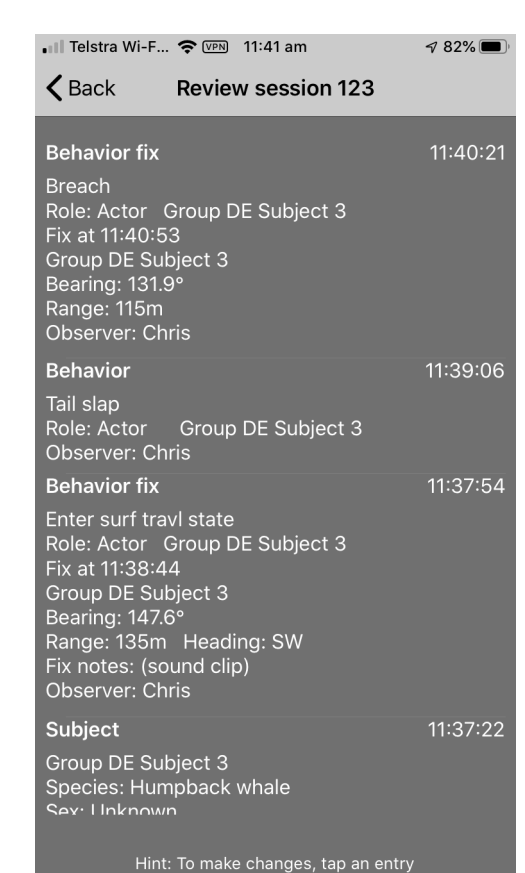 Telstra Wi-F... VPN 11:41 am 82%
Back Review session 123
Behavior fix 11:40:21
Breach
Role: Actor Group DE Subject 3
Fix at 11:40:53
Group DE Subject 3
Bearing: 131.9°
Range: 115m
Observer: Chris
Behavior 11:39:06
Tail slap
Role: Actor Group DE Subject 3
Observer: Chris
Behavior fix 11:37:54
Enter surf travl state
Role: Actor Group DE Subject 3
Fix at 11:38:44
Group DE Subject 3
Bearing: 147.6°
Range: 135m Heading: SW
Fix notes: (sound clip)
Observer: Chris
Subject 11:37:22
Group DE Subject 3
Species: Humpback whale
Sex: Unknown
Hint: To make changes, tap an entry